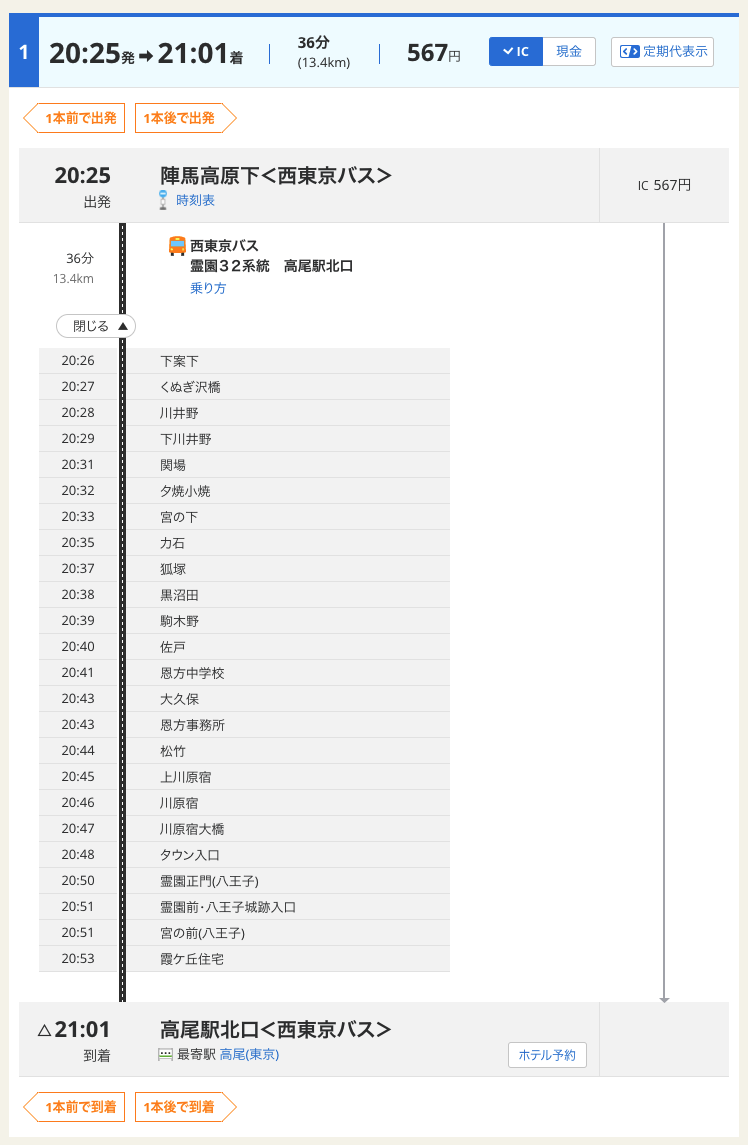 1 20:25発➡21:01着 36分 (13.4km) 567円 IC 現金 定期代表示
1本前で出発 1本後で出発
20:25 陣馬高原下<西東京バス> IC 567円
出発 時刻表
36分 西東京バス
13.4km 霊園３２系統　高尾駅北口
乗り方
閉じる ▲
20:26 下案下
20:27 くぬぎ沢橋
20:28 川井野
20:29 下川井野
20:31 関場
20:32 夕焼小焼
20:33 宮の下
20:35 力石
20:37 狐塚
20:38 黒沼田
20:39 駒木野
20:40 佐戸
20:41 恩方中学校
20:43 大久保
20:43 恩方事務所
20:44 松竹
20:45 上川原宿
20:46 川原宿
20:47 川原宿大橋
20:48 タウン入口
20:50 霊園正門(八王子)
20:51 霊園前･八王子城跡入口
20:51 宮の前(八王子)
20:53 霞ケ丘住宅
△21:01 高尾駅北口<西東京バス>
到着 最寄駅 高尾(東京) ホテル予約
1本前で到着 1本後で到着